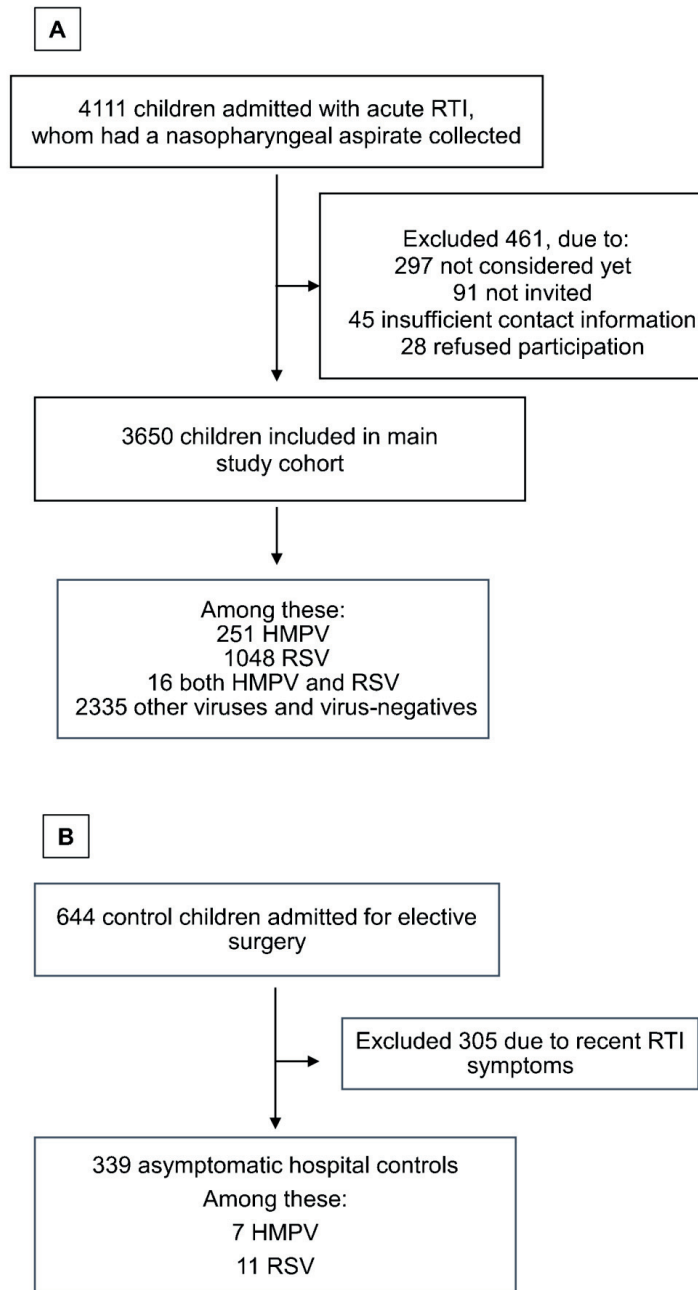 A
4111 children admitted with acute RTI,
whom had a nasopharyngeal aspirate collected
Excluded 461, due to:
297 not considered yet
91 not invited
45 insufficient contact information
28 refused participation
3650 children included in main
study cohort
Among these:
251 HMPV
1048 RSV
16 both HMPV and RSV
2335 other viruses and virus-negatives
B
644 control children admitted for elective
surgery
Excluded 305 due to recent RTI
symptoms
339 asymptomatic hospital controls
Among these:
7 HMPV
11 RSV